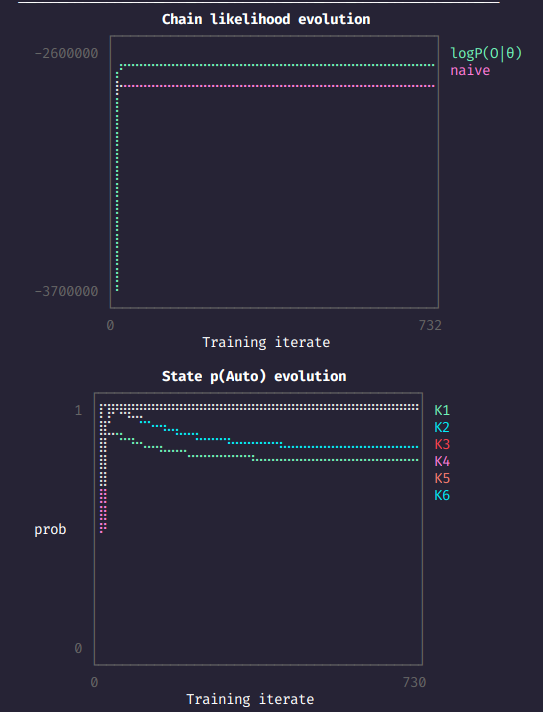 Chain likelihood evolution
-2600000
logP(O|θ)
naive
-3700000
0
732
Training iterate
State p(Auto) evolution
1
K1
K2
K3
K4
K5
K6
prob
0
0
730
Training iterate